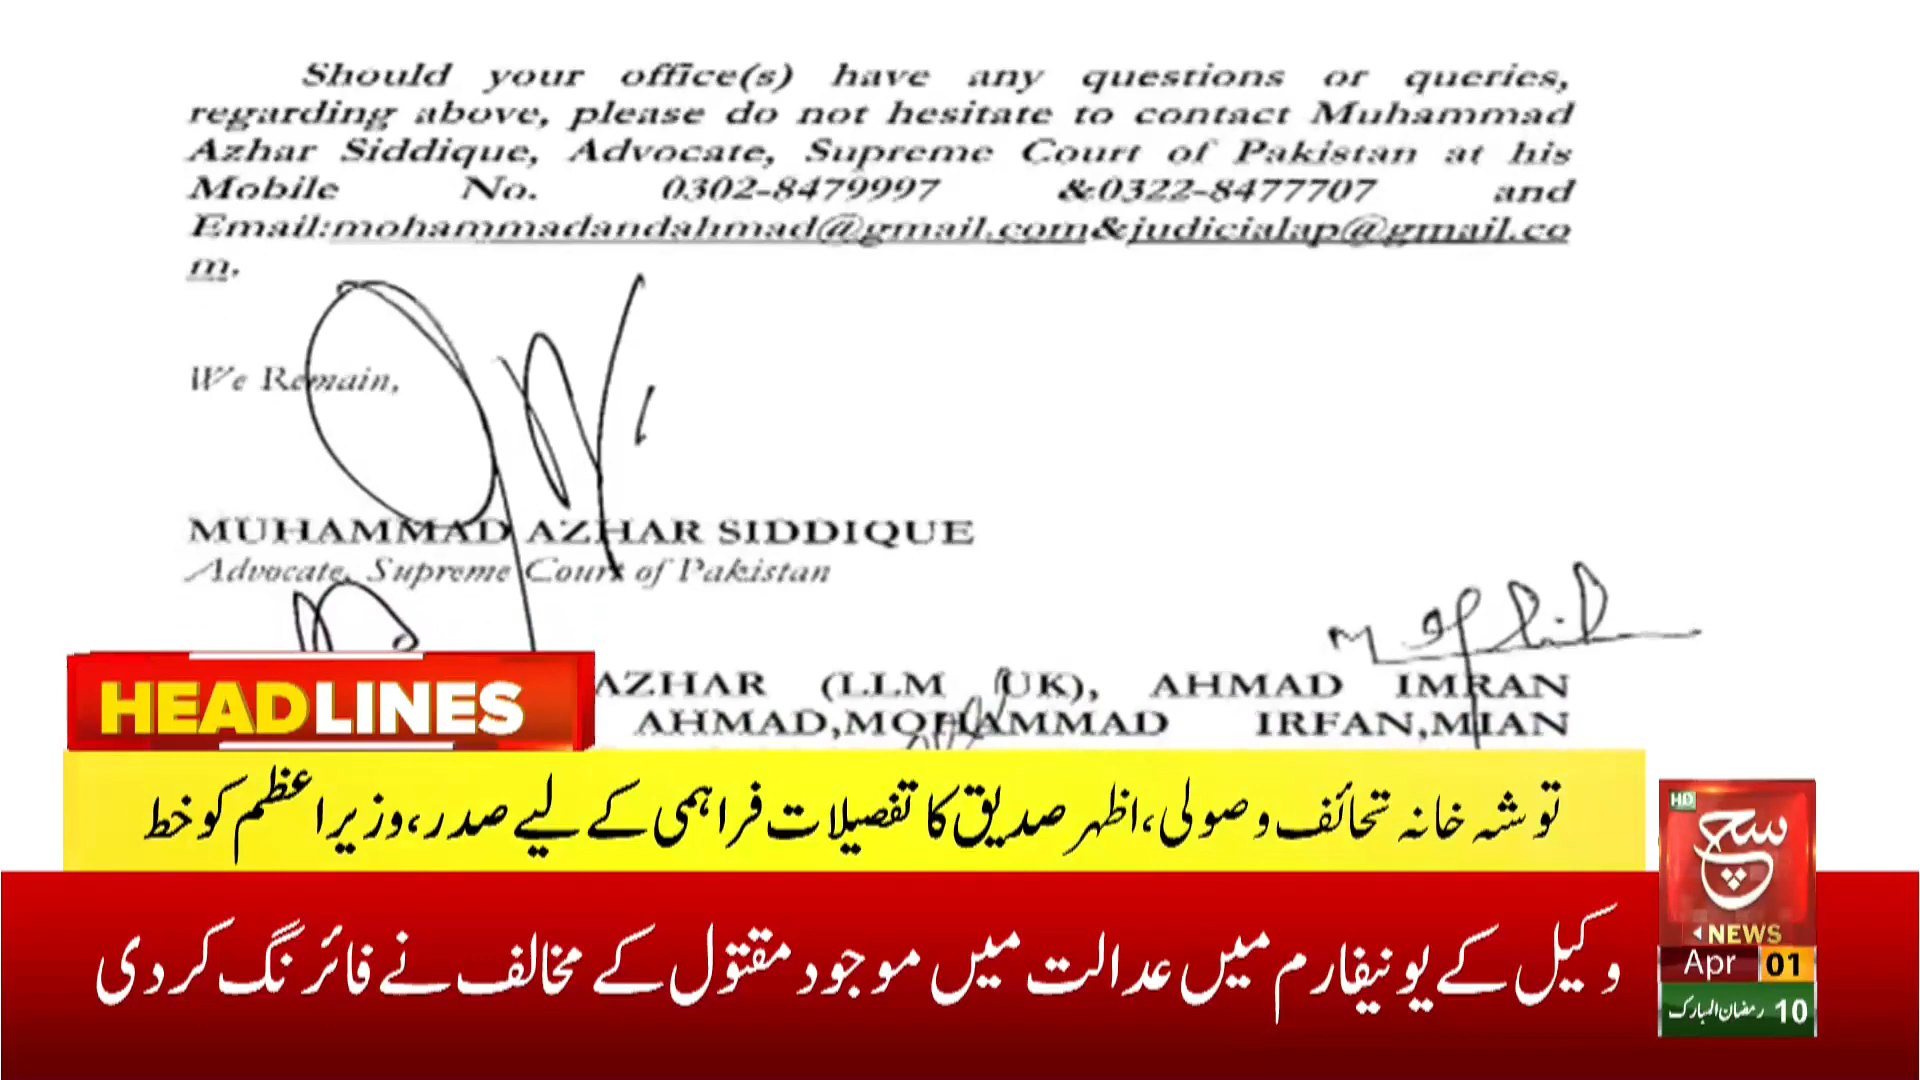 Should your office(s) have any questions or queries,
regarding above, please do not hesitate to contact Muhammad
Azhar Siddique, Advocate, Supreme Court of Pakistan at his
Mobile No. 0302-8479997 &0322-8477707 and
Email:mohammadandahmad@gmail.com&judicialap@gmail.co
m.
We Remain,
MUHAMMAD AZHAR SIDDIQUE
Advocate, Supreme Court of Pakistan
AZHAR (LLM UK), AHMAD IMRAN
AHMAD,MOHAMMAD IRFAN,MIAN
HEADLINES
توشہ خانہ تحائف وصولی، اظہر صدیق کا تفصیلات فراہمی کے لیے صدر، وزیراعظم کو خط
وکیل کے یونیفارم میں عدالت میں موجود مقتول کے مخالف نے فائرنگ کردی
HD
سچ
NEWS
Apr 01
10 رمضان المبارک